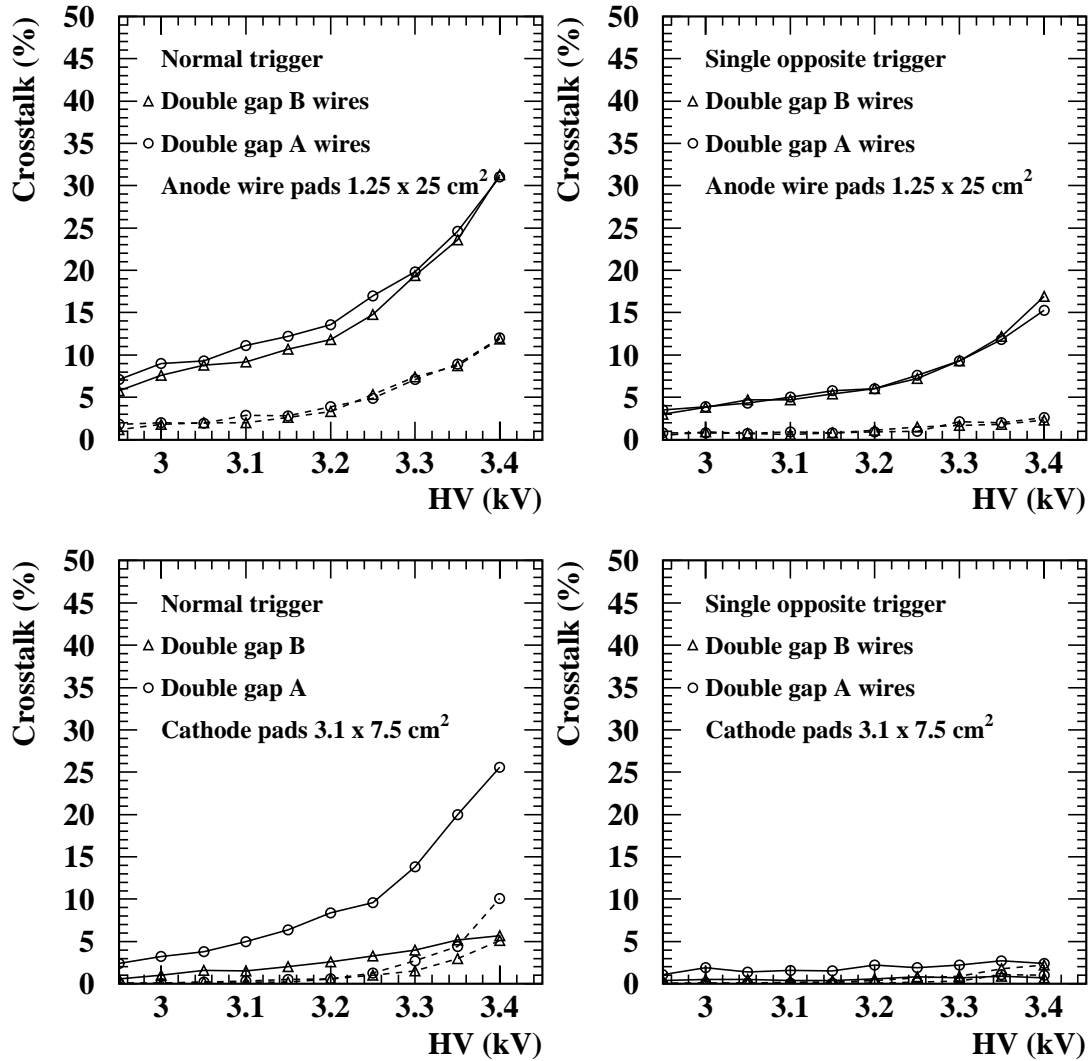 Crosstalk (%)
50
45
40
35
30
25
20
15
10
5
0
Normal trigger
Double gap B wires
Double gap A wires
Anode wire pads 1.25 x 25 cm²
3 3.1 3.2 3.3 3.4
HV (kV)
Crosstalk (%)
50
45
40
35
30
25
20
15
10
5
0
Single opposite trigger
Double gap B wires
Double gap A wires
Anode wire pads 1.25 x 25 cm²
3 3.1 3.2 3.3 3.4
HV (kV)
Crosstalk (%)
50
45
40
35
30
25
20
15
10
5
0
Normal trigger
Double gap B
Double gap A
Cathode pads 3.1 x 7.5 cm²
3 3.1 3.2 3.3 3.4
HV (kV)
Crosstalk (%)
50
45
40
35
30
25
20
15
10
5
0
Single opposite trigger
Double gap B wires
Double gap A wires
Cathode pads 3.1 x 7.5 cm²
3 3.1 3.2 3.3 3.4
HV (kV)